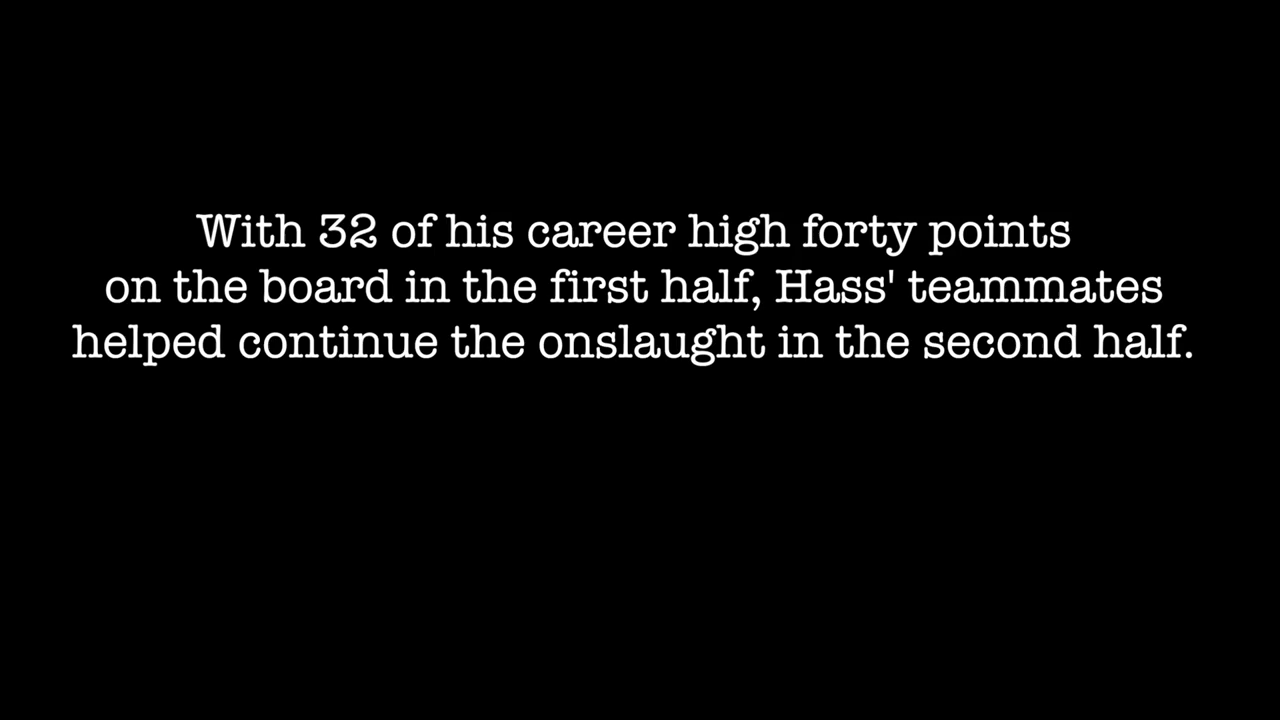 With 32 of his career high forty points
on the board in the first half, Hass' teammates
helped continue the onslaught in the second half.